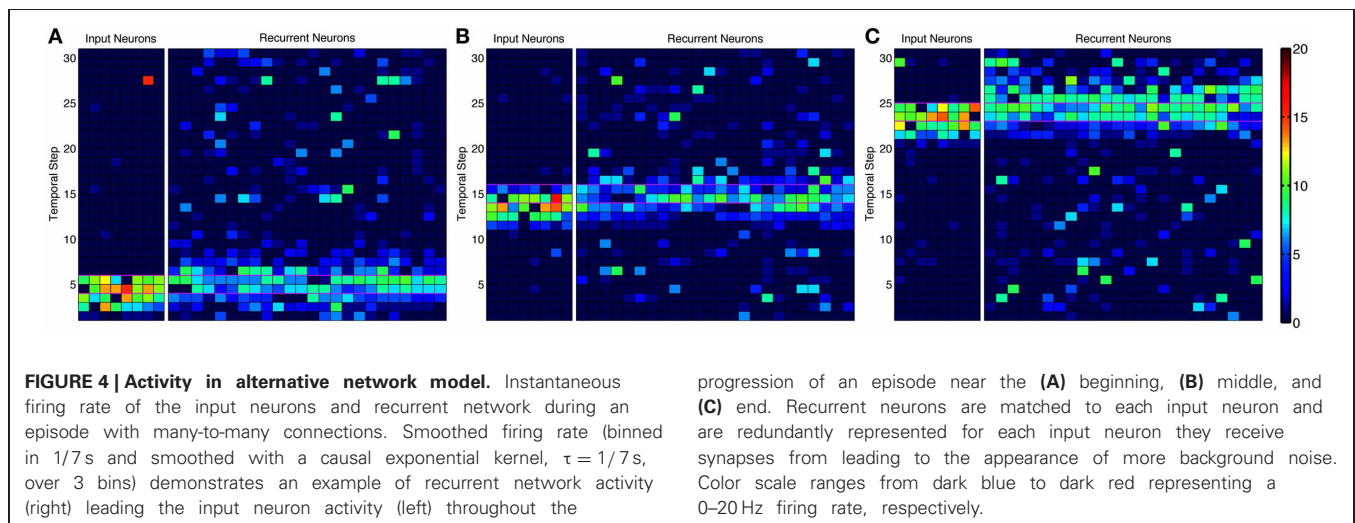 A
Input Neurons
Recurrent Neurons
30
25
20
15
10
5
Temporal Step
B
Input Neurons
Recurrent Neurons
30
25
20
15
10
5
Temporal Step
C
Input Neurons
Recurrent Neurons
30
25
20
15
10
5
Temporal Step
20
15
10
5
0
FIGURE 4 | Activity in alternative network model. Instantaneous
firing rate of the input neurons and recurrent network during an
episode with many-to-many connections. Smoothed firing rate (binned
in 1/7 s and smoothed with a causal exponential kernel, τ = 1/7 s,
over 3 bins) demonstrates an example of recurrent network activity
(right) leading the input neuron activity (left) throughout the
progression of an episode near the (A) beginning, (B) middle, and
(C) end. Recurrent neurons are matched to each input neuron and
are redundantly represented for each input neuron they receive
synapses from leading to the appearance of more background noise.
Color scale ranges from dark blue to dark red representing a
0–20 Hz firing rate, respectively.